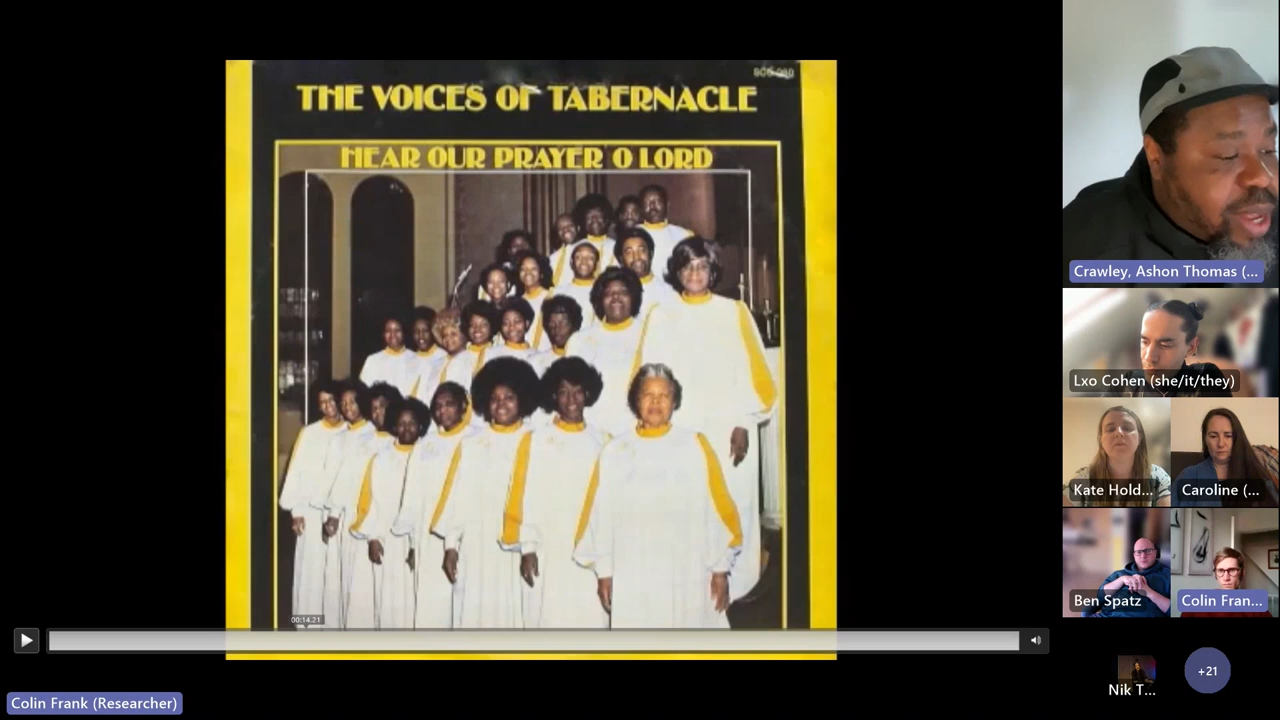 THE VOICES OF TABERNACLE
HEAR OUR PRAYER O LORD
00:14.21
Colin Frank (Researcher)
Crawley, Ashon Thomas (...
Lxo Cohen (she/it/they)
Kate Hold...
Caroline (...
Ben Spatz
Colin Fran...
Nik T...
+21